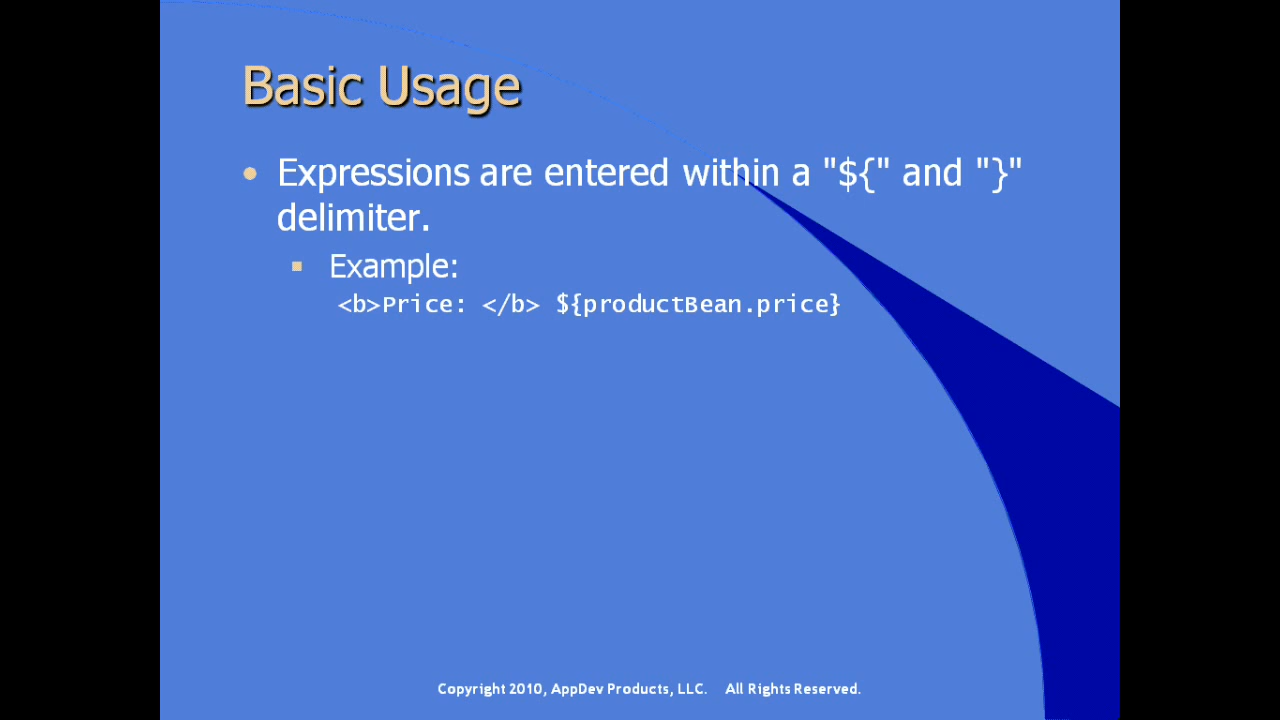 Basic Usage
Expressions are entered within a "${" and "}"
delimiter.
Example:
<b>Price: </b> ${productBean.price}
Copyright 2010, AppDev Products, LLC. All Rights Reserved.